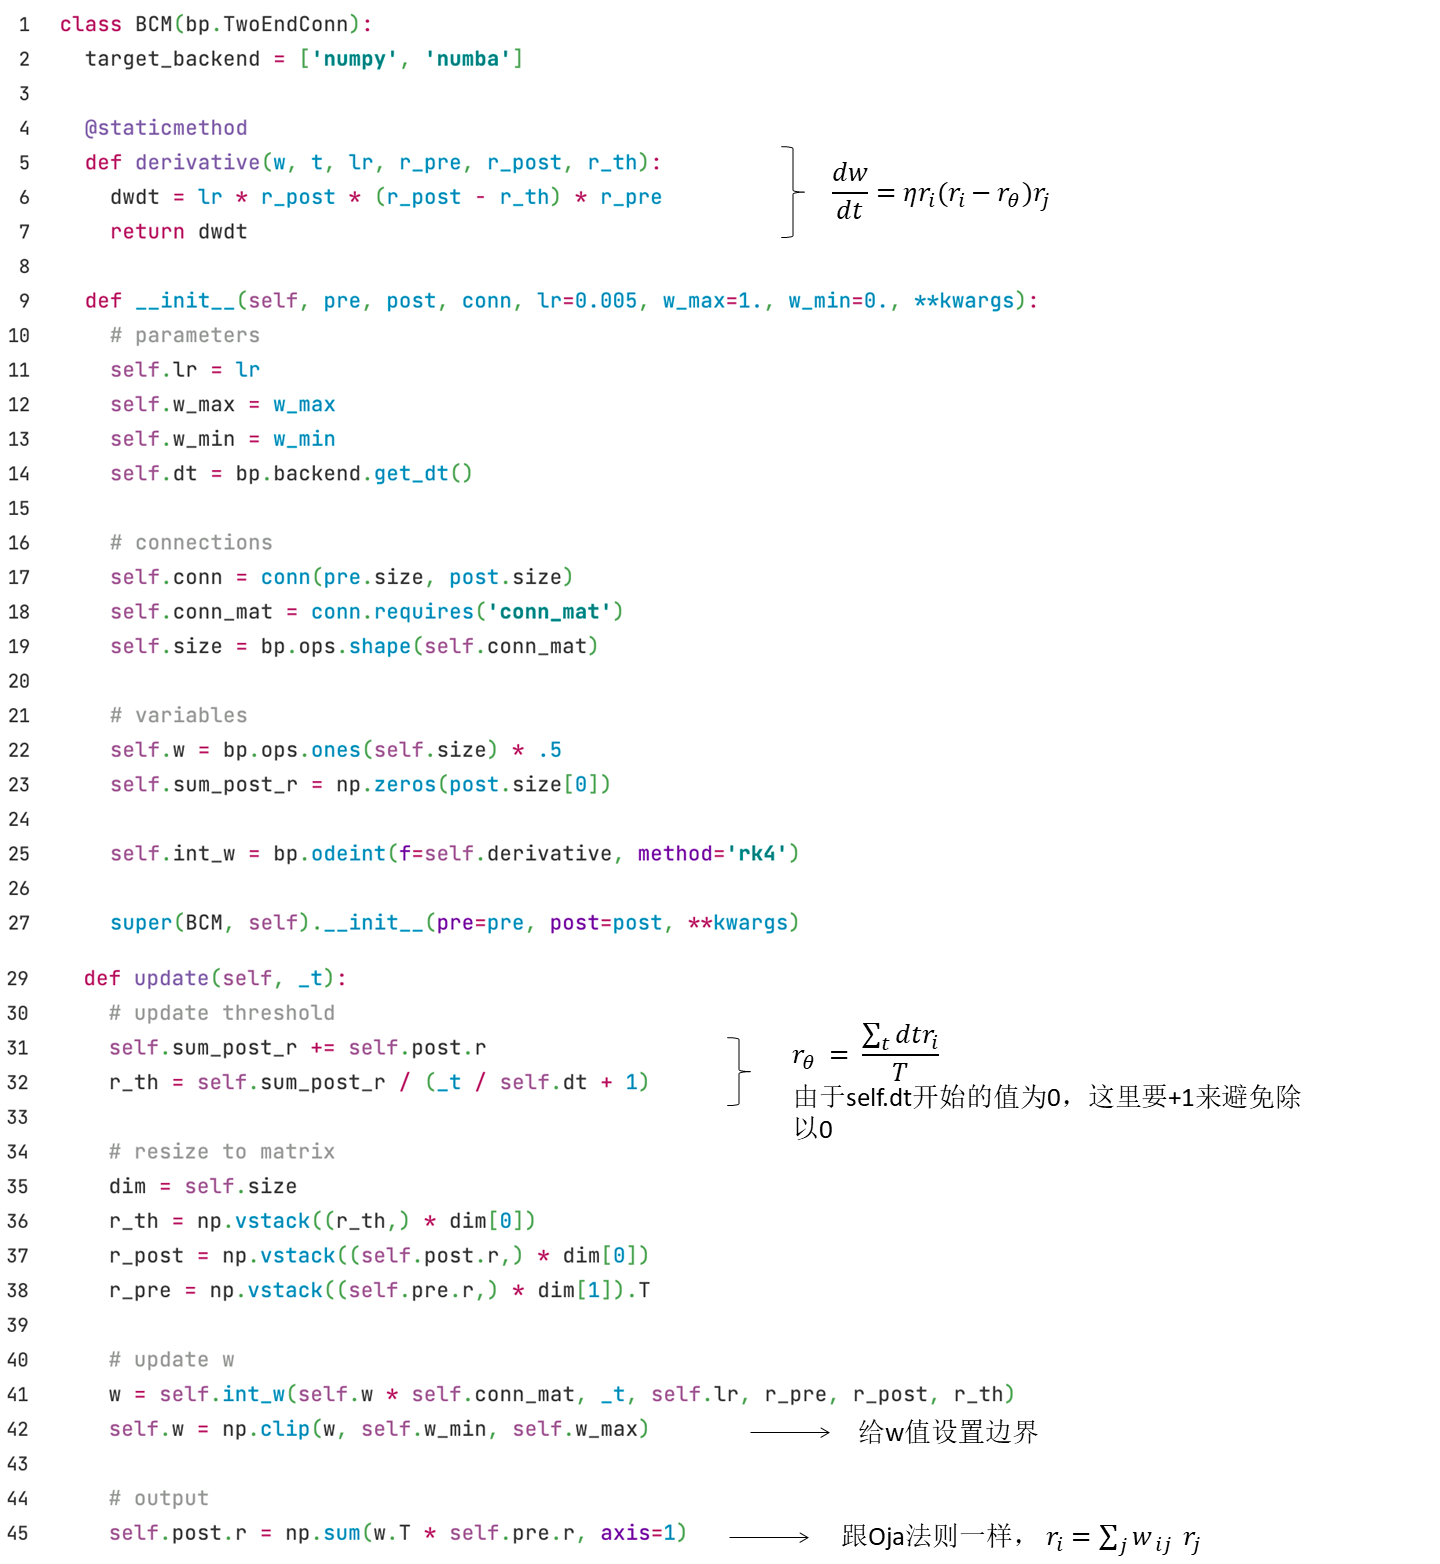 1 class BCM(bp.TwoEndConn):
2 target_backend = ['numpy', 'numba']
3
4 @staticmethod
5 def derivative(w, t, lr, r_pre, r_post, r_th):
6 dwdt = lr * r_post * (r_post - r_th) * r_pre
7 return dwdt
dw/dt = ηr_i(r_i − r_θ)r_j
8
9 def __init__(self, pre, post, conn, lr=0.005, w_max=1., w_min=0., **kwargs):
10 # parameters
11 self.lr = lr
12 self.w_max = w_max
13 self.w_min = w_min
14 self.dt = bp.backend.get_dt()
15
16 # connections
17 self.conn = conn(pre.size, post.size)
18 self.conn_mat = conn.requires('conn_mat')
19 self.size = bp.ops.shape(self.conn_mat)
20
21 # variables
22 self.w = bp.ops.ones(self.size) * .5
23 self.sum_post_r = np.zeros(post.size[0])
24
25 self.int_w = bp.odeint(f=self.derivative, method='rk4')
26
27 super(BCM, self).__init__(pre=pre, post=post, **kwargs)
29 def update(self, _t):
30 # update threshold
31 self.sum_post_r += self.post.r
32 r_th = self.sum_post_r / (_t / self.dt + 1)
r_θ = ∑_t dtr_i / T
由于self.dt开始的值为0，这里要+1来避免除
以0
33
34 # resize to matrix
35 dim = self.size
36 r_th = np.vstack((r_th,) * dim[0])
37 r_post = np.vstack((self.post.r,) * dim[0])
38 r_pre = np.vstack((self.pre.r,) * dim[1]).T
39
40 # update w
41 w = self.int_w(self.w * self.conn_mat, _t, self.lr, r_pre, r_post, r_th)
42 self.w = np.clip(w, self.w_min, self.w_max)
给w值设置边界
43
44 # output
45 self.post.r = np.sum(w.T * self.pre.r, axis=1)
跟Oja法则一样， r_i = ∑_j w_ij r_j